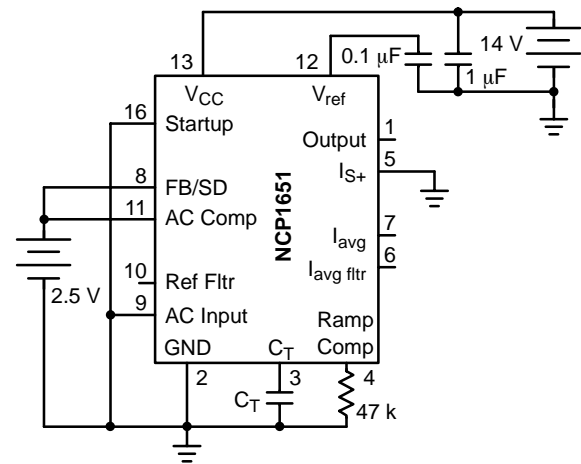 13
12
0.1 μF
14 V
1 μF
V_CC
V_ref
16
Startup
Output
1
I_S+
5
8
FB/SD
11
AC Comp
NCP1651
I_avg
7
2.5 V
10
Ref Fltr
I_avg fltr
6
9
AC Input
Ramp
Comp
GND
C_T
2
3
4
C_T
47 k